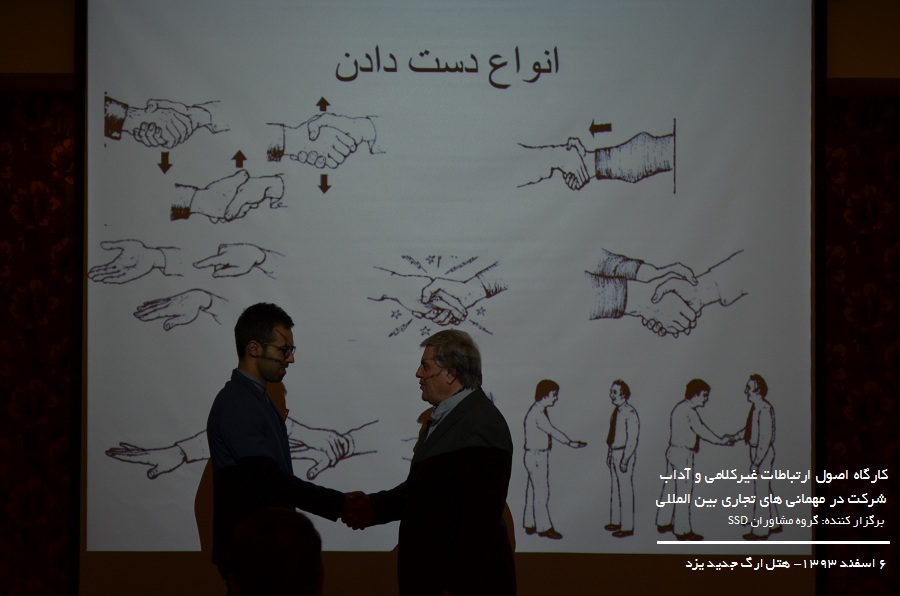 انواع دست دادن
کارگاه اصول ارتباطات غیرکلامی و آداب
شرکت در مهمانی های تجاری بین المللی
برگزار کننده: گروه مشاوران SSD
۶ اسفند ۱۳۹۳- هتل ارگ جدید یزد